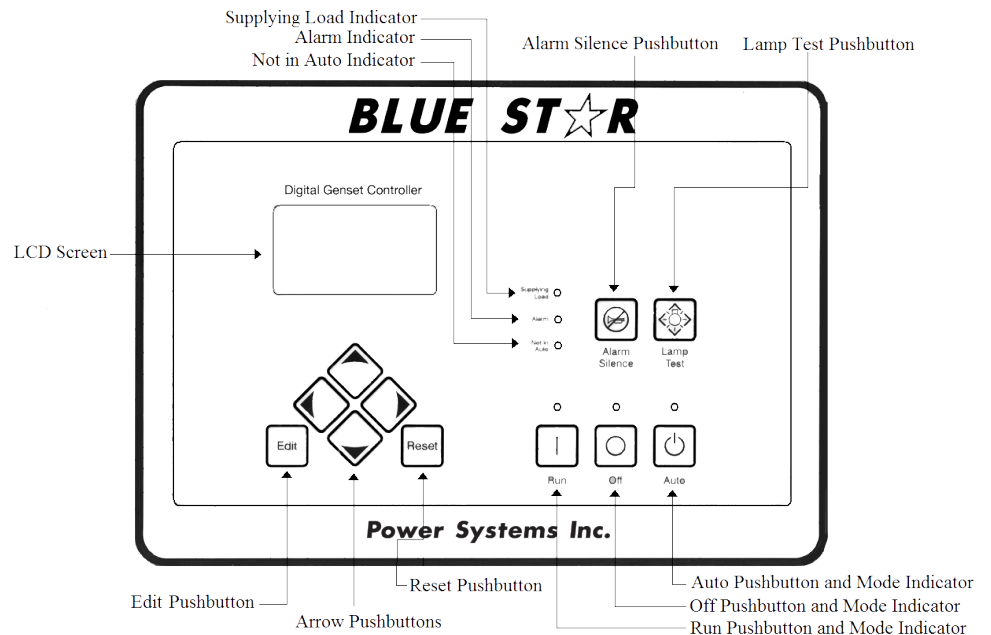 Supplying Load Indicator
Alarm Indicator
Not in Auto Indicator
Alarm Silence Pushbutton
Lamp Test Pushbutton
BLUE ST☆R
Digital Genset Controller
LCD Screen
Supplying
Load
Alarm
Not in
Auto
Alarm
Silence
Lamp
Test
Edit
Reset
Run
Off
Auto
Power Systems Inc.
Edit Pushbutton
Arrow Pushbuttons
Reset Pushbutton
Auto Pushbutton and Mode Indicator
Off Pushbutton and Mode Indicator
Run Pushbutton and Mode Indicator